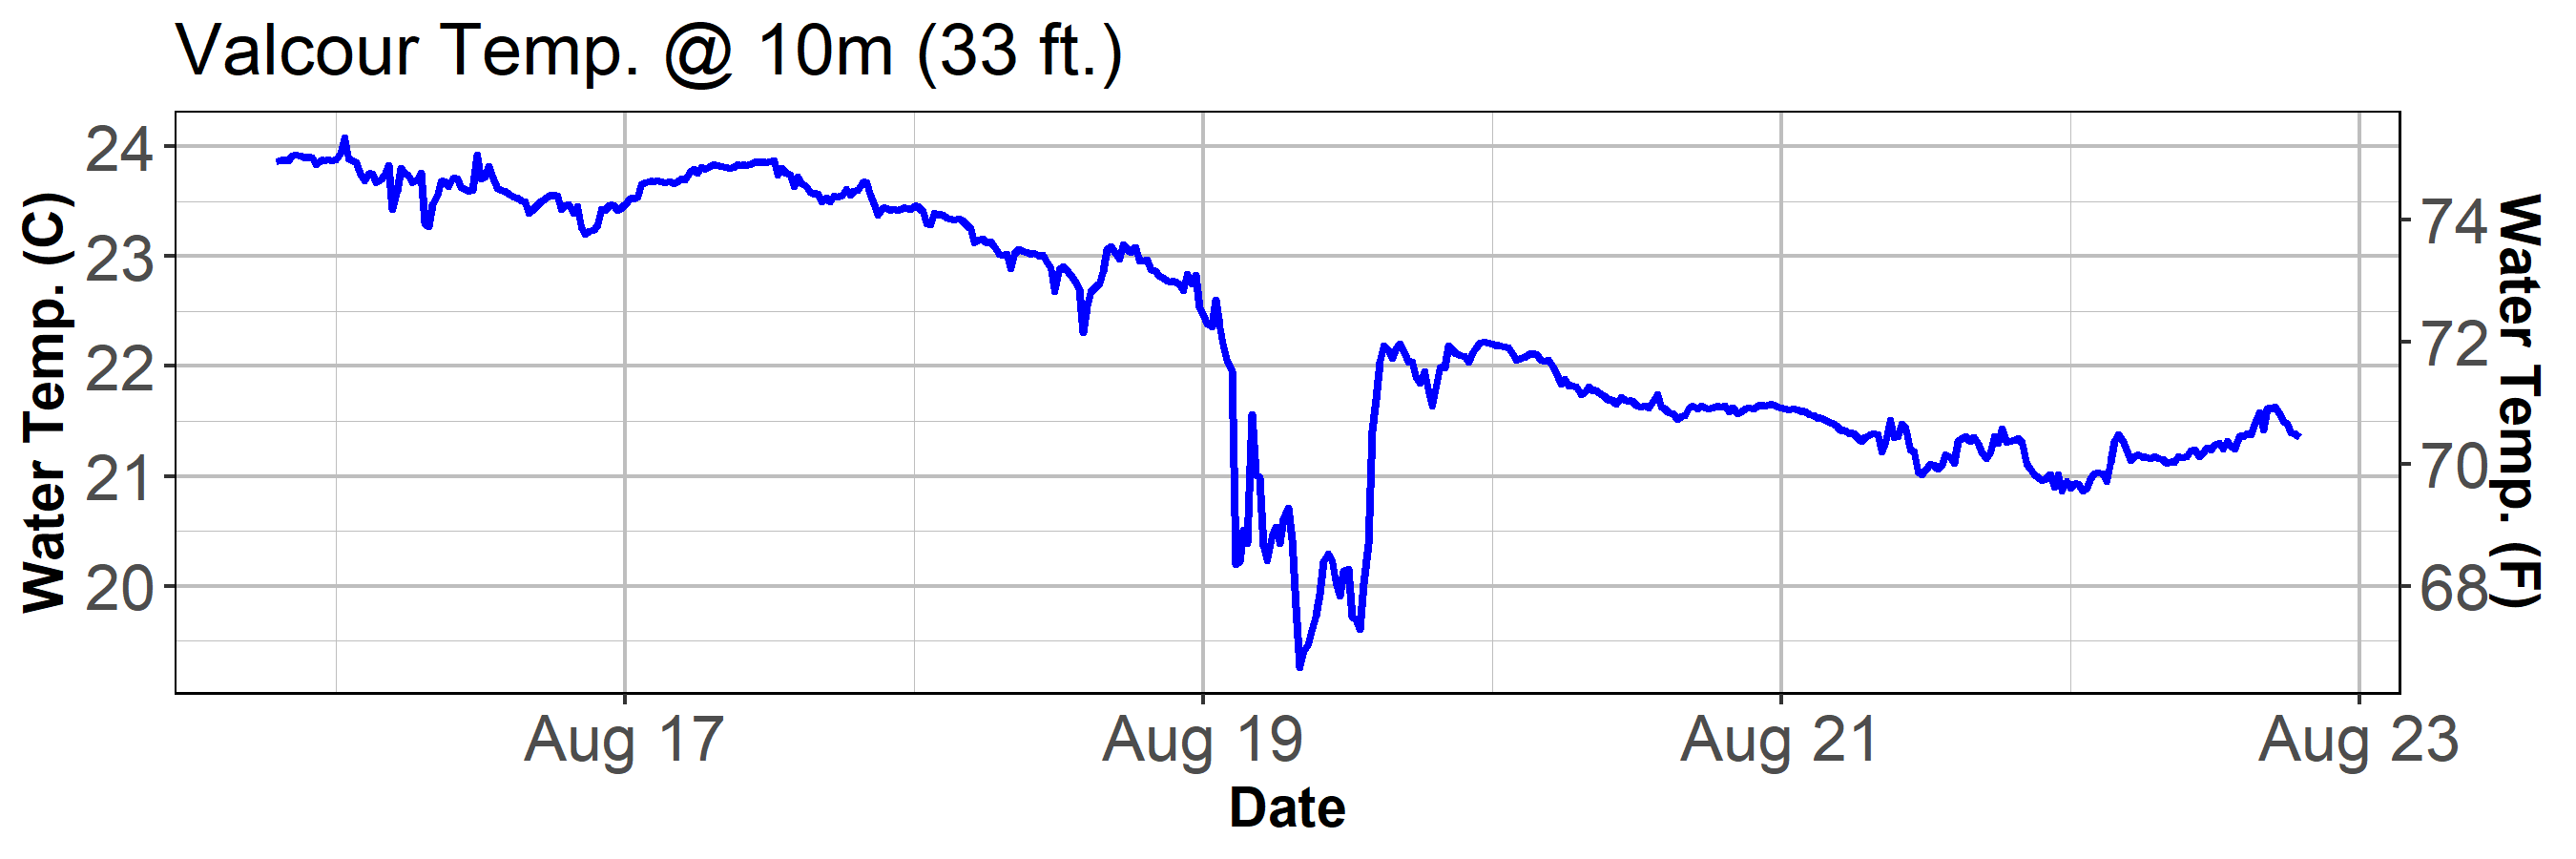 Valcour Temp. @ 10m (33 ft.)
Water Temp. (C)
24
23
22
21
20
74
72
70
68
Water Temp. (F)
Aug 17
Aug 19
Aug 21
Aug 23
Date